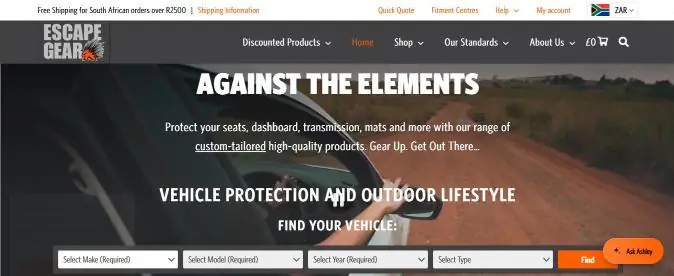 Free Shipping for South African orders over R2500 | Shipping Information
Quick Quote Fitment Centres Help My account ZAR
ESCAPE GEAR
Discounted Products Home Shop Our Standards About Us £0
AGAINST THE ELEMENTS
Protect your seats, dashboard, transmission, mats and more with our range of
custom-tailored high-quality products. Gear Up. Get Out There...
VEHICLE PROTECTION AND OUTDOOR LIFESTYLE
FIND YOUR VEHICLE:
Select Make (Required) Select Model (Required) Select Year (Required) Select Type Find
Ask Ashley